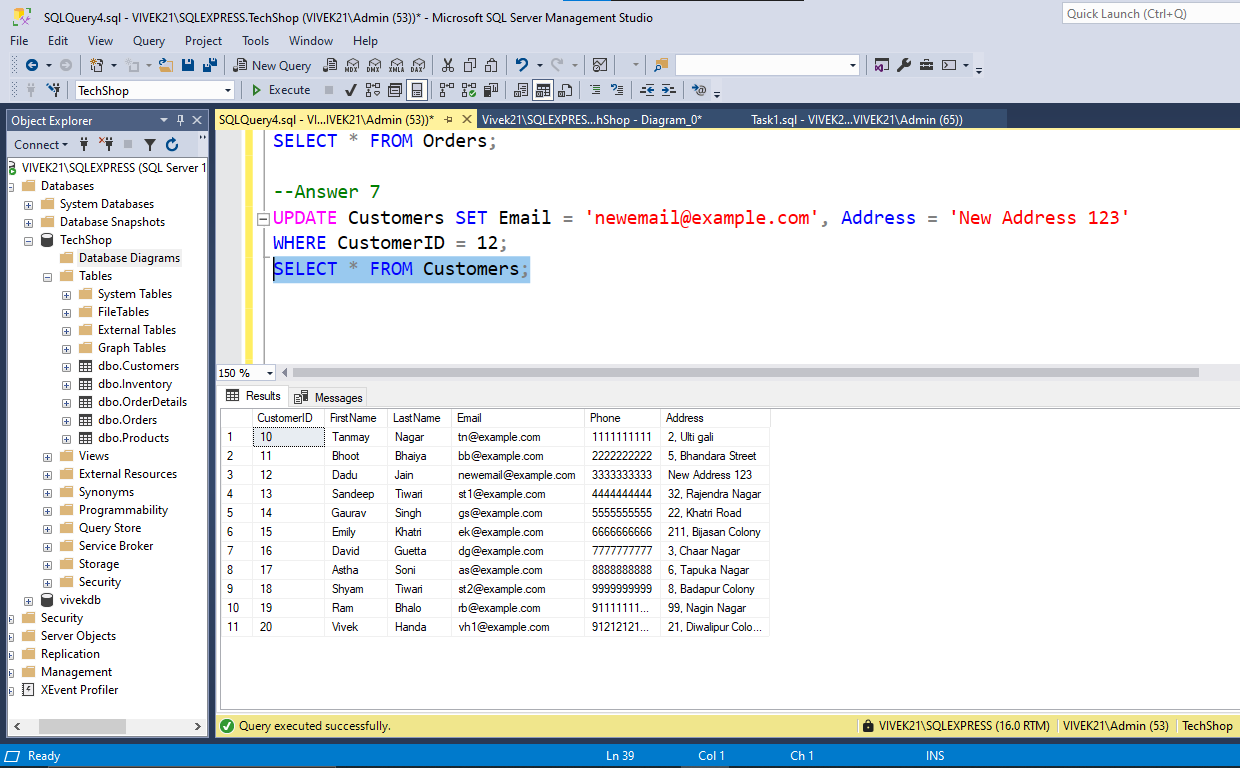 SQLQuery4.sql - VIVEK21\SQLEXPRESS.TechShop (VIVEK21\Admin (53))* - Microsoft SQL Server Management Studio
Quick Launch (Ctrl+Q)
File Edit View Query Project Tools Window Help
New Query MDX DMX XMLA DAX
TechShop Execute
Object Explorer
SQLQuery4.sql - VI...IVEK21\Admin (53))* Vivek21\SQLEXPRES...hShop - Diagram_0* Task1.sql - VIVEK2...VIVEK21\Admin (65))
Connect
VIVEK21\SQLEXPRESS (SQL Server 1
Databases
System Databases
Database Snapshots
TechShop
Database Diagrams
Tables
System Tables
FileTables
External Tables
Graph Tables
dbo.Customers
dbo.Inventory
dbo.OrderDetails
dbo.Orders
dbo.Products
Views
External Resources
Synonyms
Programmability
Query Store
Service Broker
Storage
Security
vivekdb
Security
Server Objects
Replication
Management
XEvent Profiler
SELECT * FROM Orders;
--Answer 7
UPDATE Customers SET Email = 'newemail@example.com', Address = 'New Address 123'
WHERE CustomerID = 12;
SELECT * FROM Customers;
150 %
Results Messages
CustomerID FirstName LastName Email Phone Address
1 10 Tanmay Nagar tn@example.com 1111111111 2, Ulti gali
2 11 Bhoot Bhaiya bb@example.com 2222222222 5, Bhandara Street
3 12 Dadu Jain newemail@example.com 3333333333 New Address 123
4 13 Sandeep Tiwari st1@example.com 4444444444 32, Rajendra Nagar
5 14 Gaurav Singh gs@example.com 5555555555 22, Khatri Road
6 15 Emily Khatri ek@example.com 6666666666 211, Bijasan Colony
7 16 David Guetta dg@example.com 7777777777 3, Chaar Nagar
8 17 Astha Soni as@example.com 8888888888 6, Tapuka Nagar
9 18 Shyam Tiwari st2@example.com 9999999999 8, Badapur Colony
10 19 Ram Bhalo rb@example.com 91111111... 99, Nagin Nagar
11 20 Vivek Handa vh1@example.com 91212121... 21, Diwalipur Colo...
Query executed successfully. VIVEK21\SQLEXPRESS (16.0 RTM) VIVEK21\Admin (53) TechShop
Ready Ln 39 Col 1 Ch 1 INS